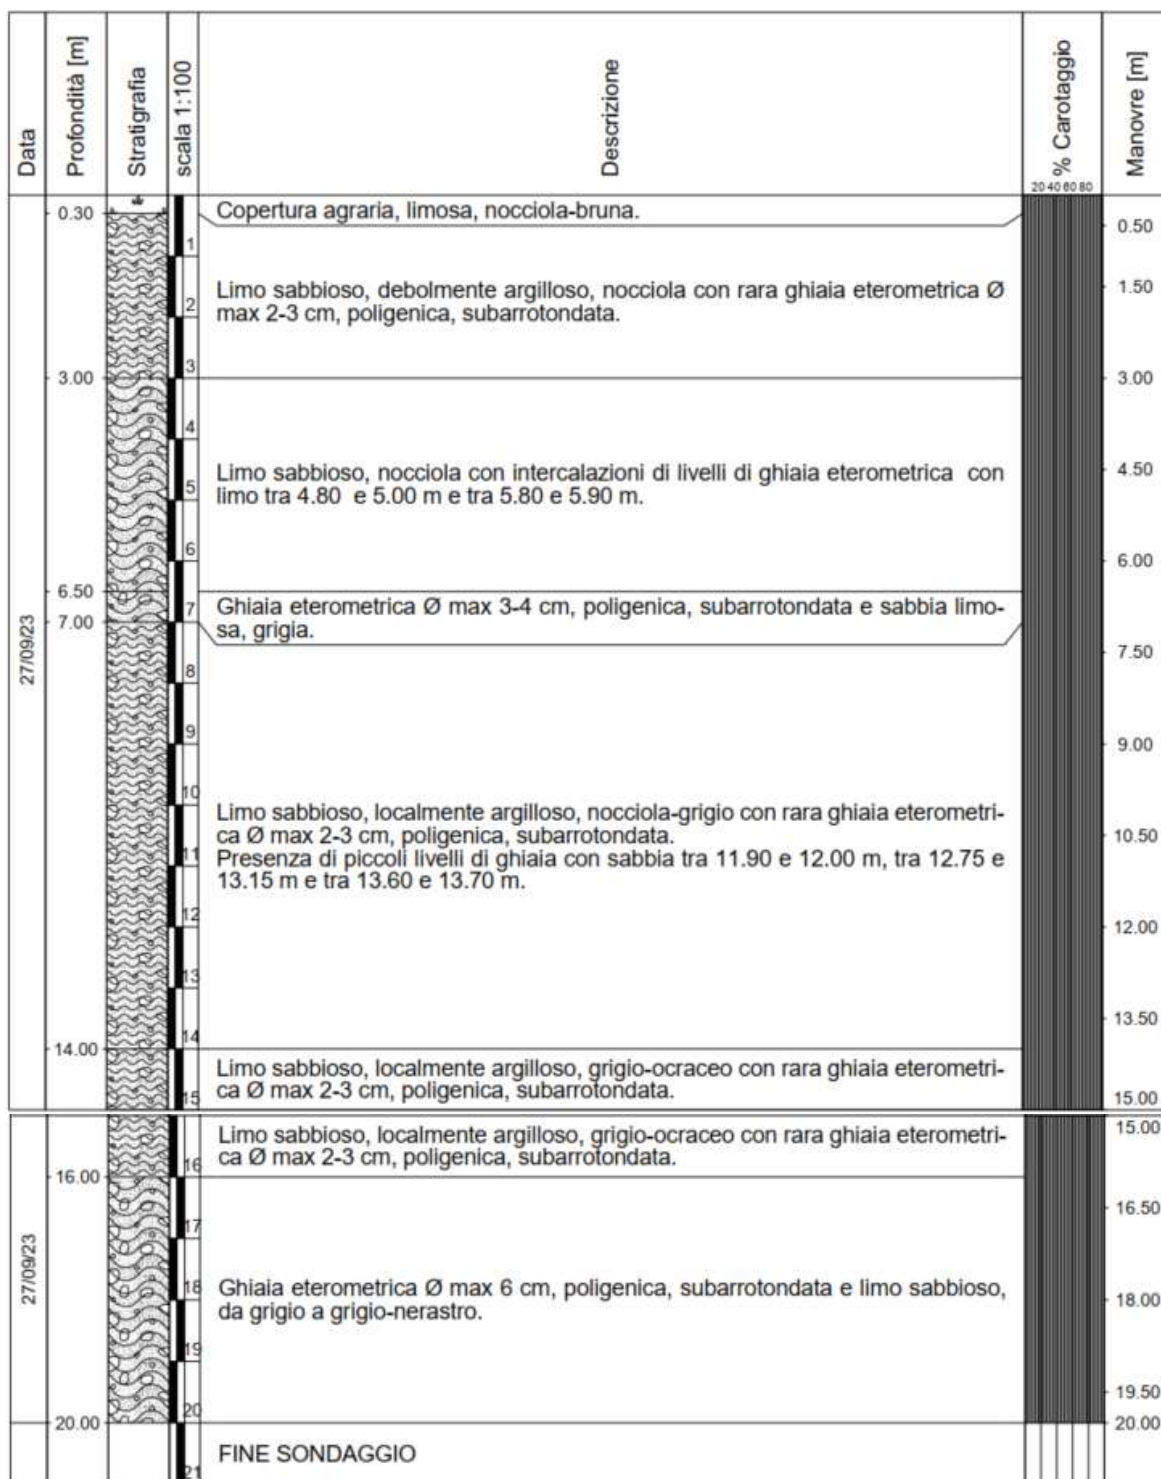 Data
Profondità [m]
Stratigrafia
scala 1:100
Descrizione
% Carotaggio
20 40 60 80
Manovre [m]
27/09/23
0.30
Copertura agraria, limosa, nocciola-bruna.
0.50
1
1.50
Limo sabbioso, debolmente argilloso, nocciola con rara ghiaia eterometrica Ø
max 2-3 cm, poligenica, subarrotondata.
2
3
3.00
3.00
4
4.50
Limo sabbioso, nocciola con intercalazioni di livelli di ghiaia eterometrica con
limo tra 4.80 e 5.00 m e tra 5.80 e 5.90 m.
5
6
6.00
6.50
7.00
7
Ghiaia eterometrica Ø max 3-4 cm, poligenica, subarrotondata e sabbia limo-
sa, grigia.
7.50
8
9
9.00
10
Limo sabbioso, localmente argilloso, nocciola-grigio con rara ghiaia eterometri-
ca Ø max 2-3 cm, poligenica, subarrotondata.
10.50
11
Presenza di piccoli livelli di ghiaia con sabbia tra 11.90 e 12.00 m, tra 12.75 e
13.15 m e tra 13.60 e 13.70 m.
12
12.00
13
13.50
14
14.00
Limo sabbioso, localmente argilloso, grigio-ocraceo con rara ghiaia eterometri-
ca Ø max 2-3 cm, poligenica, subarrotondata.
15
15.00
27/09/23
15.00
Limo sabbioso, localmente argilloso, grigio-ocraceo con rara ghiaia eterometri-
ca Ø max 2-3 cm, poligenica, subarrotondata.
16
16.00
16.50
17
18
Ghiaia eterometrica Ø max 6 cm, poligenica, subarrotondata e limo sabbioso,
da grigio a grigio-nerastro.
18.00
19
19.50
20
20.00
20.00
FINE SONDAGGIO
21